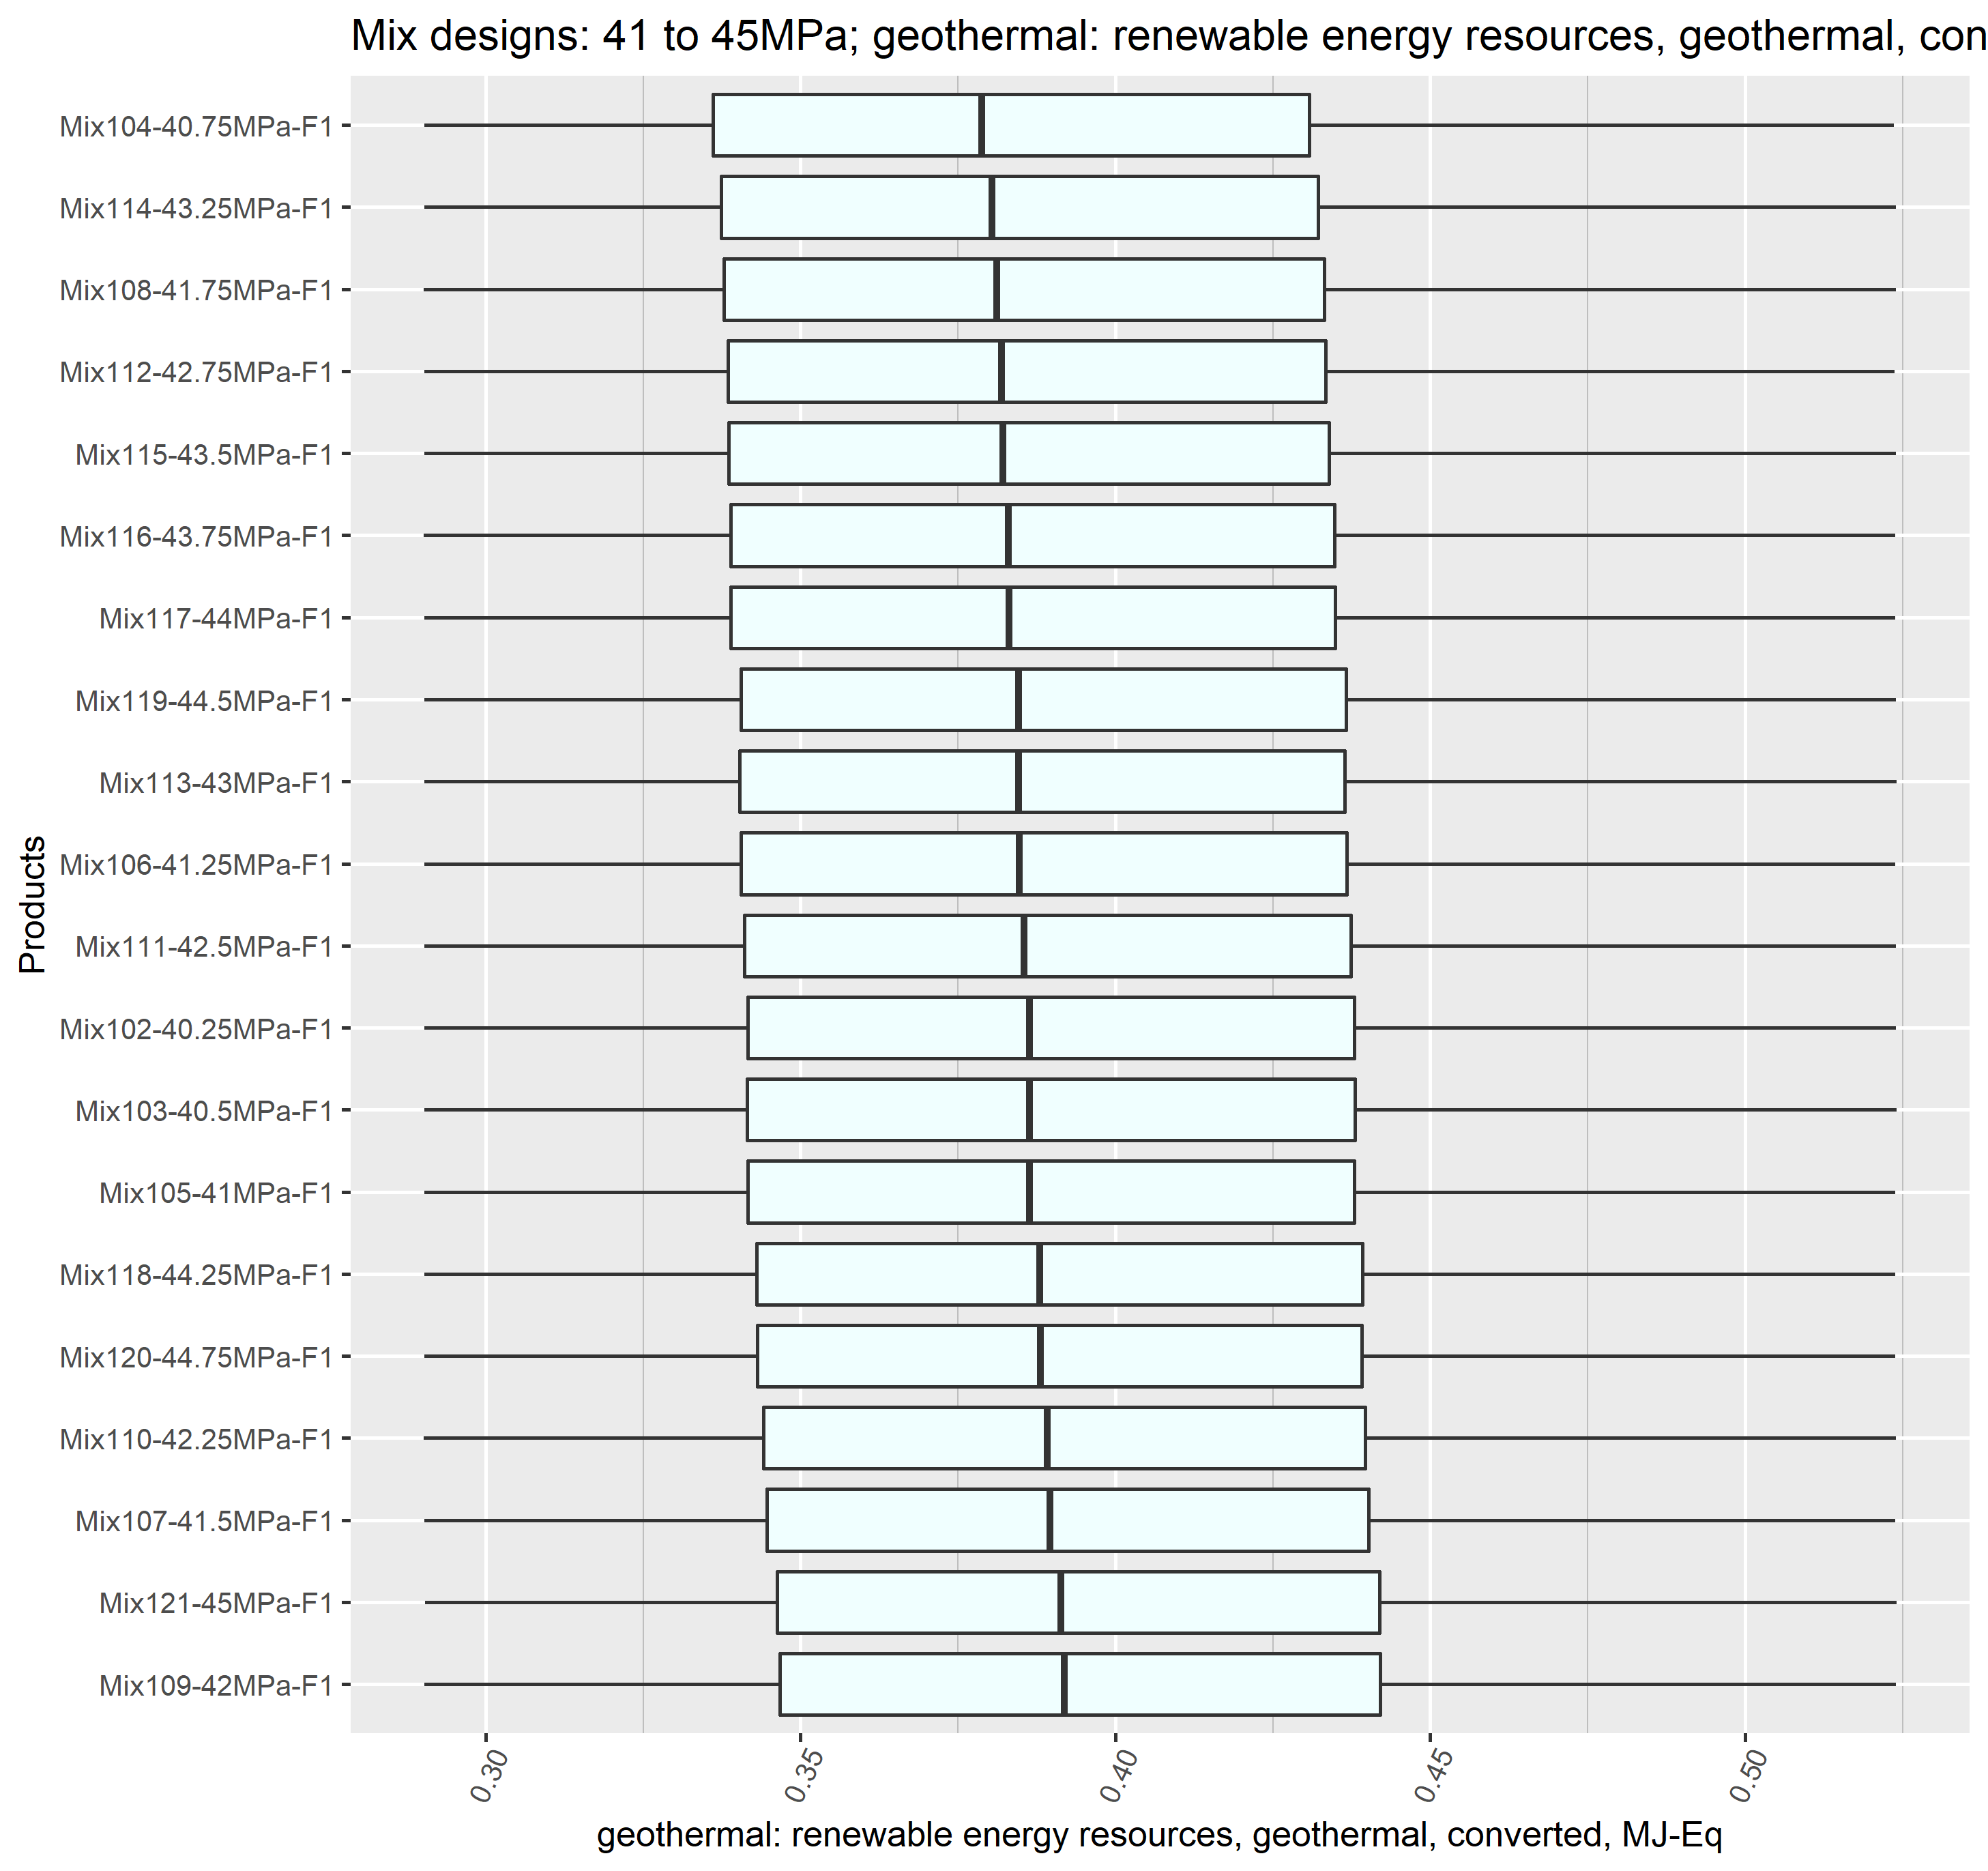 Mix designs: 41 to 45MPa; geothermal: renewable energy resources, geothermal, con
Mix104-40.75MPa-F1
Mix114-43.25MPa-F1
Mix108-41.75MPa-F1
Mix112-42.75MPa-F1
Mix115-43.5MPa-F1
Mix116-43.75MPa-F1
Mix117-44MPa-F1
Mix119-44.5MPa-F1
Mix113-43MPa-F1
Mix106-41.25MPa-F1
Mix111-42.5MPa-F1
Mix102-40.25MPa-F1
Mix103-40.5MPa-F1
Mix105-41MPa-F1
Mix118-44.25MPa-F1
Mix120-44.75MPa-F1
Mix110-42.25MPa-F1
Mix107-41.5MPa-F1
Mix121-45MPa-F1
Mix109-42MPa-F1
Products
0.30
0.35
0.40
0.45
0.50
geothermal: renewable energy resources, geothermal, converted, MJ-Eq